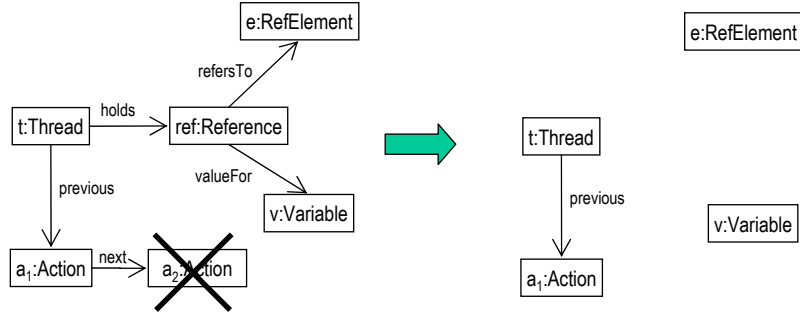 e:RefElement
refersTo
t:Thread
holds
ref:Reference
valueFor
previous
v:Variable
a1:Action
next
a2:Action
e:RefElement
t:Thread
previous
v:Variable
a1:Action